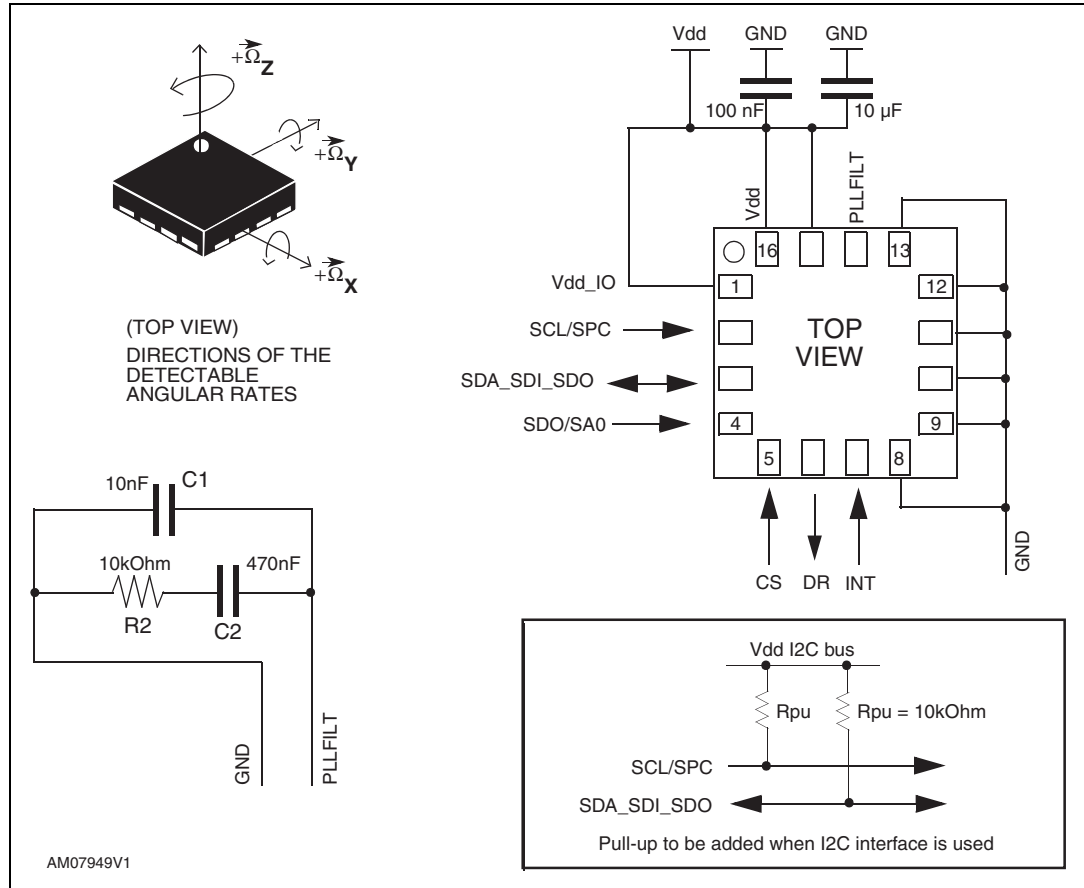 +Ω Z
+Ω Y
+Ω X
(TOP VIEW)
DIRECTIONS OF THE
DETECTABLE
ANGULAR RATES
Vdd
GND
GND
100 nF
10 µF
Vdd
PLLFILT
16
13
Vdd_IO
1
12
SCL/SPC
TOP
VIEW
SDA_SDI_SDO
SDO/SA0
4
9
5
8
CS
DR
INT
GND
10nF
C1
10kOhm
470nF
R2
C2
GND
PLLFILT
Vdd I2C bus
Rpu
Rpu = 10kOhm
SCL/SPC
SDA_SDI_SDO
Pull-up to be added when I2C interface is used
AM07949V1